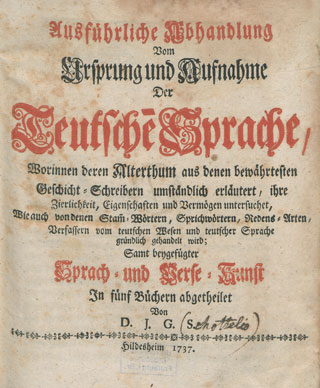 Ausführliche Abhandlung
Vom
Ursprung und Aufnahme
Der
Teutschē Sprache,
Worinnen deren Alterthum aus denen bewährtesten
Geschicht-Schreibern umständlich erläutert, ihre
Zierlichkeit, Eigenschafften und Vermögen untersuchet,
Wie auch von denen Stam̄-Wörtern, Sprichwörtern, Redens-Arten,
Verfassern vom teutschen Wesen und teutscher Sprache
gründlich gehandelt wird;
Samt beygefügter
Sprach- und Verse-Kunst
In fünf Büchern abgetheilet
Von
D. J. G. (Schottelio)
Hildesheim 1737.